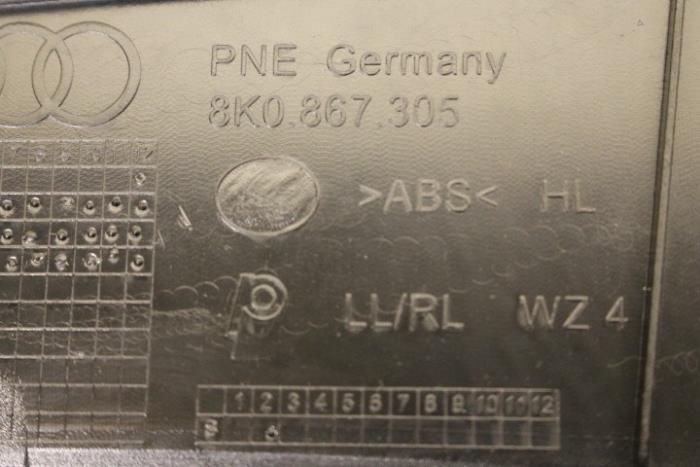 PNE Germany
8K0.867.305
>ABS< HL
LL/RL WZ 4
1 2 3 4 5 6 7 8 9 10 11 12